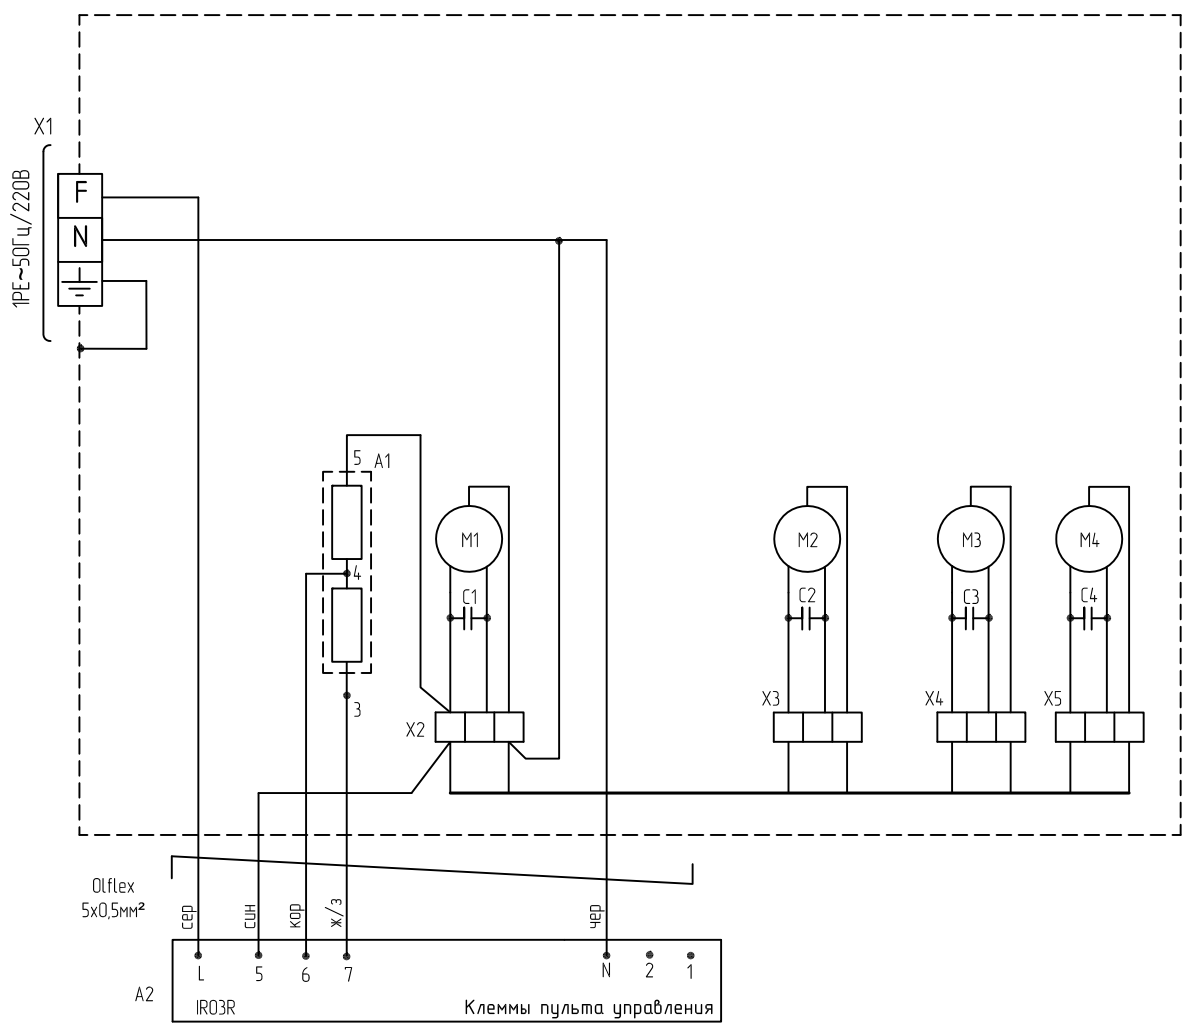 X1
1PE~50Гц/220В
F
N
5
A1
4
3
M1
M2
M3
M4
C1
C2
C3
C4
X2
X3
X4
X5
Olflex
5x0,5мм²
сер
син
кор
ж/з
чер
L
5
6
7
N
2
1
A2
IR03R
Клеммы пульта управления